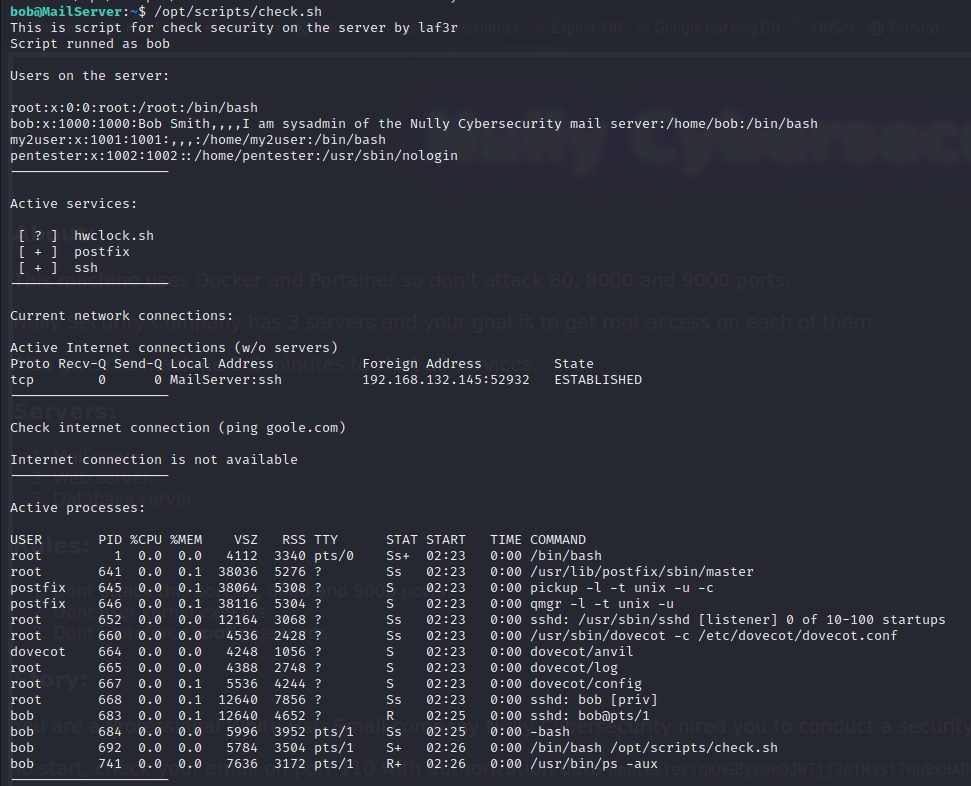 bob@MailServer:~$ /opt/scripts/check.sh
This is script for check security on the server by laf3r
Script runned as bob
Users on the server:
root:x:0:0:root:/root:/bin/bash
bob:x:1000:1000:Bob Smith,,,,I am sysadmin of the Nully Cybersecurity mail server:/home/bob:/bin/bash
my2user:x:1001:1001:,,,:/home/my2user:/bin/bash
pentester:x:1002:1002::/home/pentester:/usr/sbin/nologin
Active services:
[ ? ]  hwclock.sh
[ + ]  postfix
[ + ]  ssh
Current network connections:
Active Internet connections (w/o servers)
Proto Recv-Q Send-Q Local Address           Foreign Address         State
tcp        0      0 MailServer:ssh          192.168.132.145:52932   ESTABLISHED
Check internet connection (ping goole.com)
Internet connection is not available
Active processes:
USER       PID %CPU %MEM    VSZ   RSS TTY      STAT START   TIME COMMAND
root         1  0.0  0.0   4112  3340 pts/0    Ss+  02:23   0:00 /bin/bash
root       641  0.0  0.1  38036  5276 ?        Ss   02:23   0:00 /usr/lib/postfix/sbin/master
postfix    645  0.0  0.1  38064  5308 ?        S    02:23   0:00 pickup -l -t unix -u -c
postfix    646  0.0  0.1  38116  5304 ?        S    02:23   0:00 qmgr -l -t unix -u
root       652  0.0  0.0  12164  3068 ?        Ss   02:23   0:00 sshd: /usr/sbin/sshd [listener] 0 of 10-100 startups
root       660  0.0  0.0   4536  2428 ?        Ss   02:23   0:00 /usr/sbin/dovecot -c /etc/dovecot/dovecot.conf
dovecot    664  0.0  0.0   4248  1056 ?        S    02:23   0:00 dovecot/anvil
root       665  0.0  0.0   4388  2748 ?        S    02:23   0:00 dovecot/log
root       667  0.0  0.1   5536  4244 ?        S    02:23   0:00 dovecot/config
root       668  0.0  0.1  12640  7856 ?        Ss   02:23   0:00 sshd: bob [priv]
bob        683  0.0  0.1  12640  4652 ?        R    02:25   0:00 sshd: bob@pts/1
bob        684  0.0  0.0   5996  3952 pts/1    Ss   02:25   0:00 -bash
bob        692  0.0  0.0   5784  3504 pts/1    S+   02:26   0:00 /bin/bash /opt/scripts/check.sh
bob        741  0.0  0.0   7636  3172 pts/1    R+   02:26   0:00 /usr/bin/ps -aux